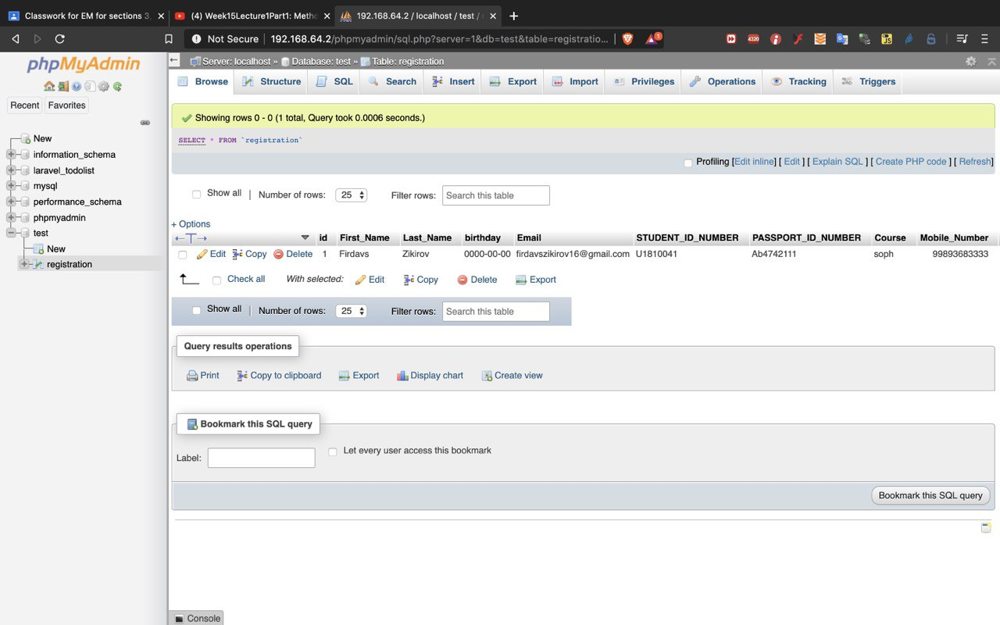 Classwork for EM for sections 3,
(4) Week15Lecture1Part1: Metho
192.168.64.2 / localhost / test / r
Not Secure | 192.168.64.2/phpmyadmin/sql.php?server=1&db=test&table=registratio...
1
4320
JS
phpMyAdmin
Recent Favorites
New
information_schema
laravel_todolist
mysql
performance_schema
phpmyadmin
test
New
registration
Server: localhost » Database: test » Table: registration
Browse Structure SQL Search Insert Export Import Privileges Operations Tracking Triggers
Showing rows 0 - 0 (1 total, Query took 0.0006 seconds.)
SELECT * FROM `registration`
Profiling [Edit inline] [ Edit ] [ Explain SQL ] [ Create PHP code ] [ Refresh]
Show all | Number of rows: 25 Filter rows: Search this table
+ Options
←T→ id First_Name Last_Name birthday Email STUDENT_ID_NUMBER PASSPORT_ID_NUMBER Course Mobile_Number
Edit Copy Delete 1 Firdavs Zikirov 0000-00-00 firdavszikirov16@gmail.com U1810041 Ab4742111 soph 99893683333
Check all With selected: Edit Copy Delete Export
Show all | Number of rows: 25 Filter rows: Search this table
Query results operations
Print Copy to clipboard Export Display chart Create view
Bookmark this SQL query
Label: Let every user access this bookmark
Bookmark this SQL query
Console